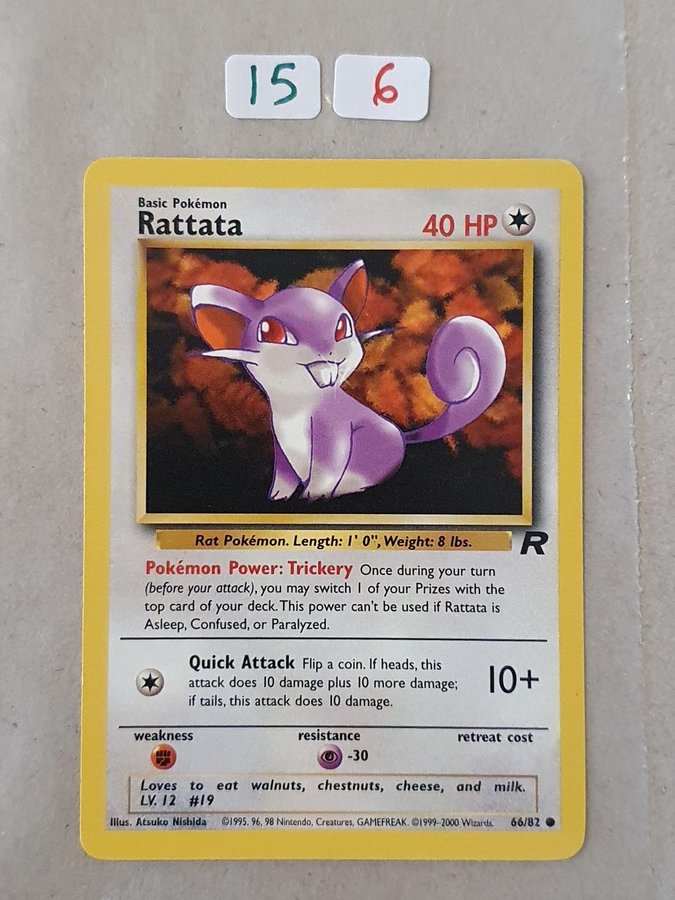 15 6
Basic Pokémon
Rattata 40 HP
Rat Pokémon. Length: 1' 0", Weight: 8 lbs.
R
Pokémon Power: Trickery Once during your turn
(before your attack), you may switch 1 of your Prizes with the
top card of your deck. This power can't be used if Rattata is
Asleep, Confused, or Paralyzed.
Quick Attack Flip a coin. If heads, this
attack does 10 damage plus 10 more damage;
if tails, this attack does 10 damage.
10+
weakness resistance retreat cost
-30
Loves to eat walnuts, chestnuts, cheese, and milk.
LV. 12 #19
Illus. Atsuko Nishida ©1995, 96, 98 Nintendo, Creatures, GAMEFREAK. ©1999-2000 Wizards. 66/82